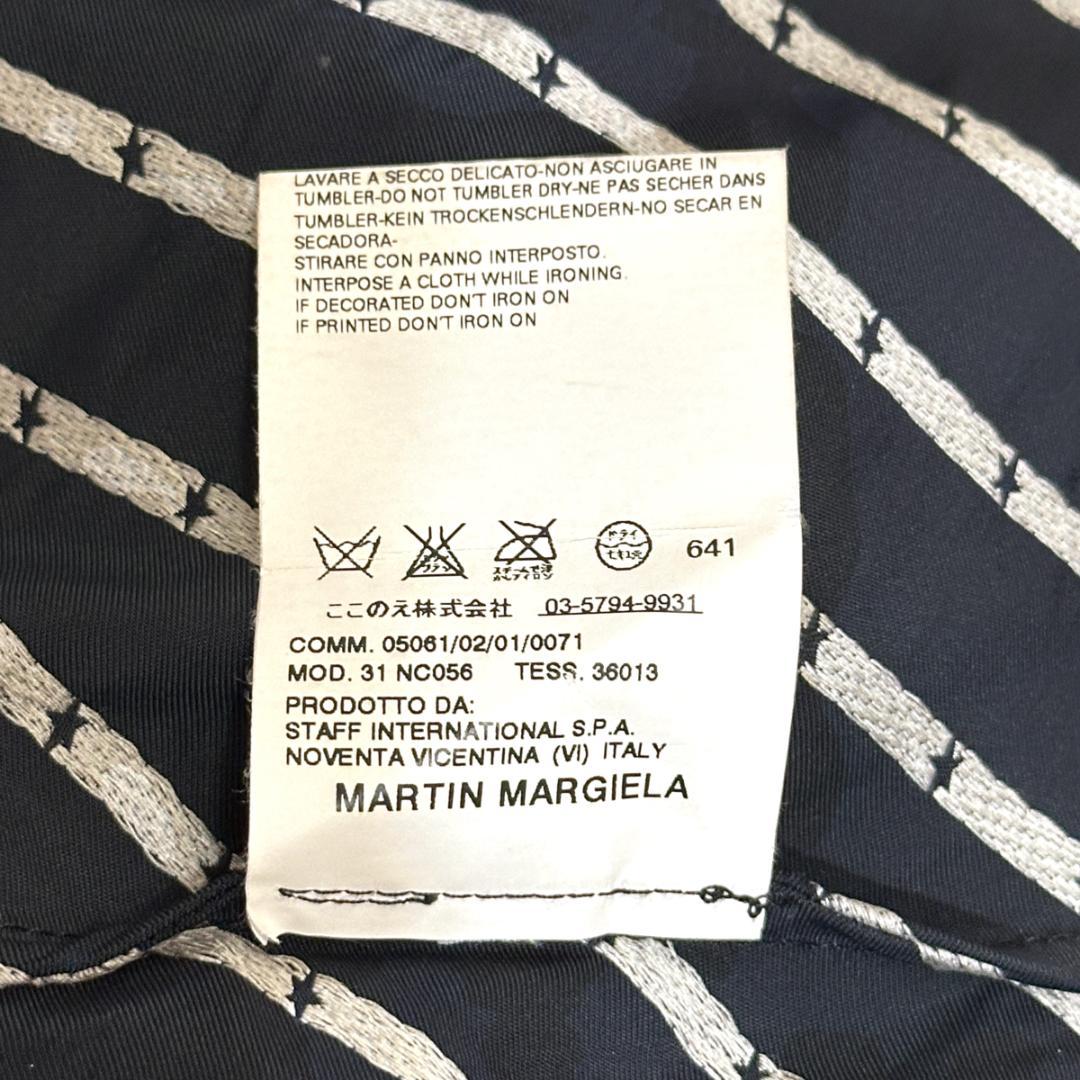 LAVARE A SECCO DELICATO-NON ASCIUGARE IN
TUMBLER-DO NOT TUMBLER DRY-NE PAS SECHER DANS
TUMBLER-KEIN TROCKENSCHLENDERN-NO SECAR EN
SECADORA-
STIRARE CON PANNO INTERPOSTO.
INTERPOSE A CLOTH WHILE IRONING.
IF DECORATED DON'T IRON ON
IF PRINTED DON'T IRON ON
641
ここのえ株式会社 03-5794-9931
COMM. 05061/02/01/0071
MOD. 31 NC056 TESS. 36013
PRODOTTO DA:
STAFF INTERNATIONAL S.P.A.
NOVENTA VICENTINA (VI) ITALY
MARTIN MARGIELA